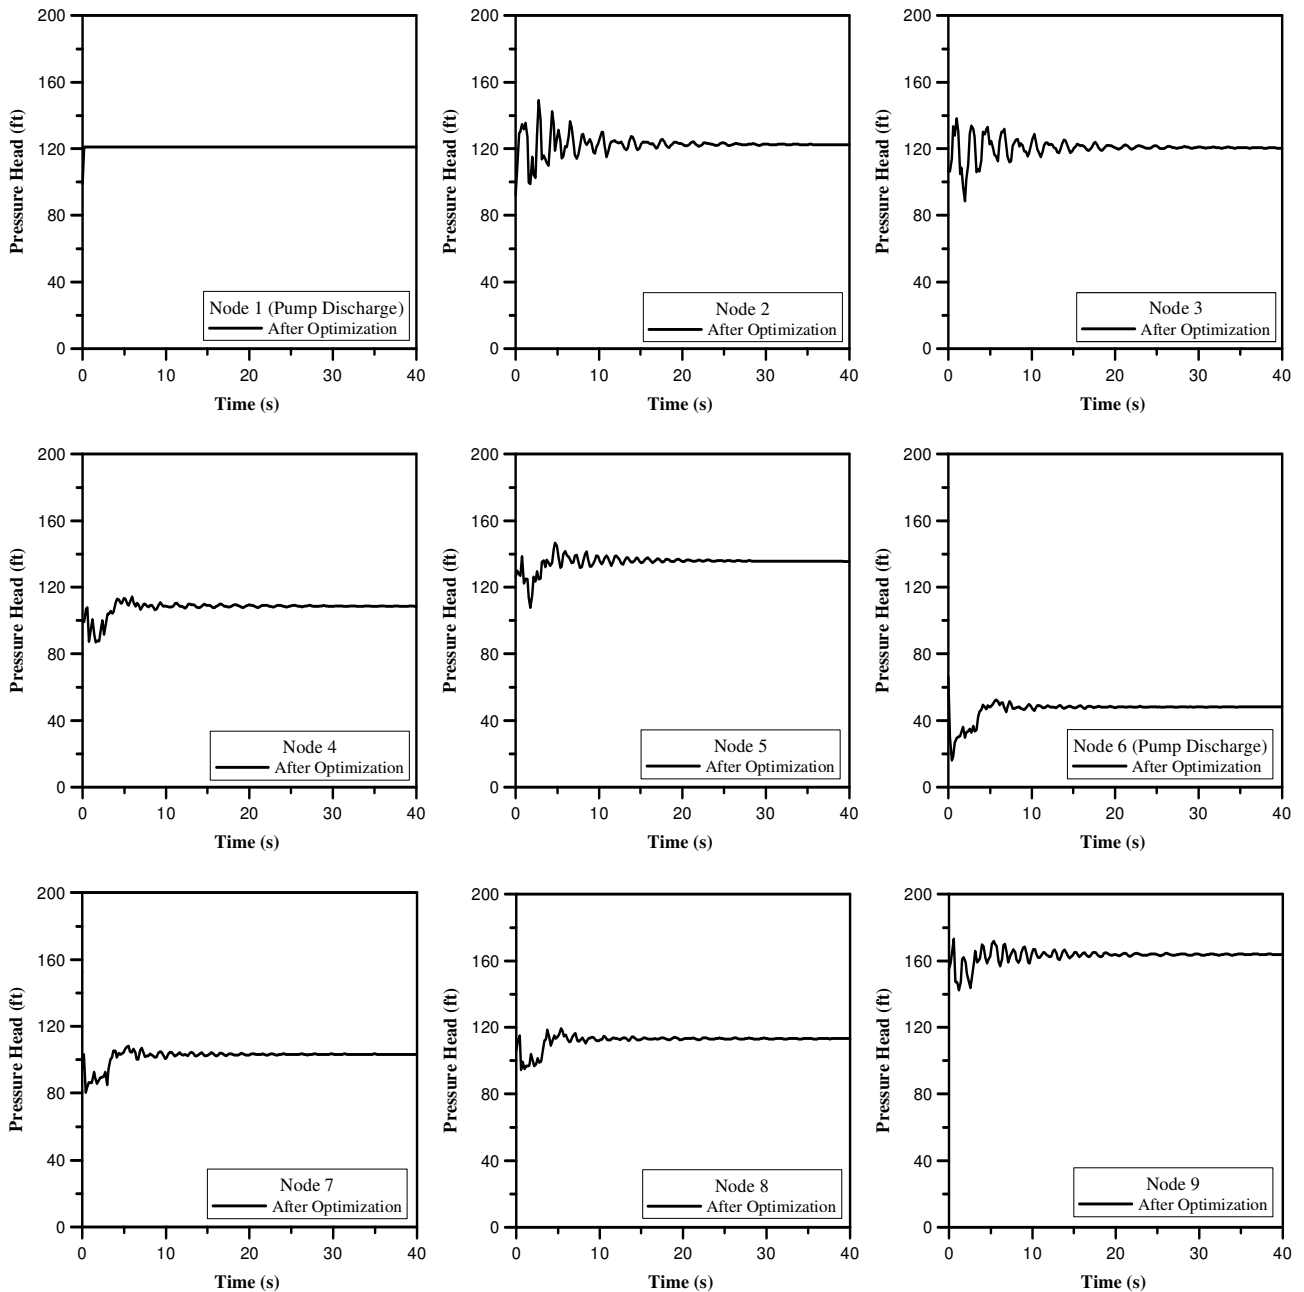 200
160
120
80
40
0
Pressure Head (ft)
Node 1 (Pump Discharge)
After Optimization
0 10 20 30 40
Time (s)
200
160
120
80
40
0
Pressure Head (ft)
Node 2
After Optimization
0 10 20 30 40
Time (s)
200
160
120
80
40
0
Pressure Head (ft)
Node 3
After Optimization
0 10 20 30 40
Time (s)
200
160
120
80
40
0
Pressure Head (ft)
Node 4
After Optimization
0 10 20 30 40
Time (s)
200
160
120
80
40
0
Pressure Head (ft)
Node 5
After Optimization
0 10 20 30 40
Time (s)
200
160
120
80
40
0
Pressure Head (ft)
Node 6 (Pump Discharge)
After Optimization
0 10 20 30 40
Time (s)
200
160
120
80
40
0
Pressure Head (ft)
Node 7
After Optimization
0 10 20 30 40
Time (s)
200
160
120
80
40
0
Pressure Head (ft)
Node 8
After Optimization
0 10 20 30 40
Time (s)
200
160
120
80
40
0
Pressure Head (ft)
Node 9
After Optimization
0 10 20 30 40
Time (s)